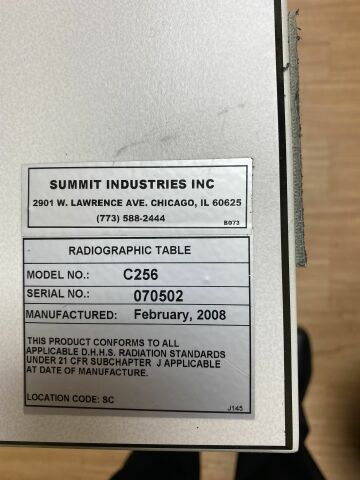 SUMMIT INDUSTRIES INC
2901 W. LAWRENCE AVE. CHICAGO, IL 60625
(773) 588-2444
B073
RADIOGRAPHIC TABLE
MODEL NO.: C256
SERIAL NO.: 070502
MANUFACTURED: February, 2008
THIS PRODUCT CONFORMS TO ALL
APPLICABLE D.H.H.S. RADIATION STANDARDS
UNDER 21 CFR SUBCHAPTER J APPLICABLE
AT DATE OF MANUFACTURE.
LOCATION CODE: SC
J145